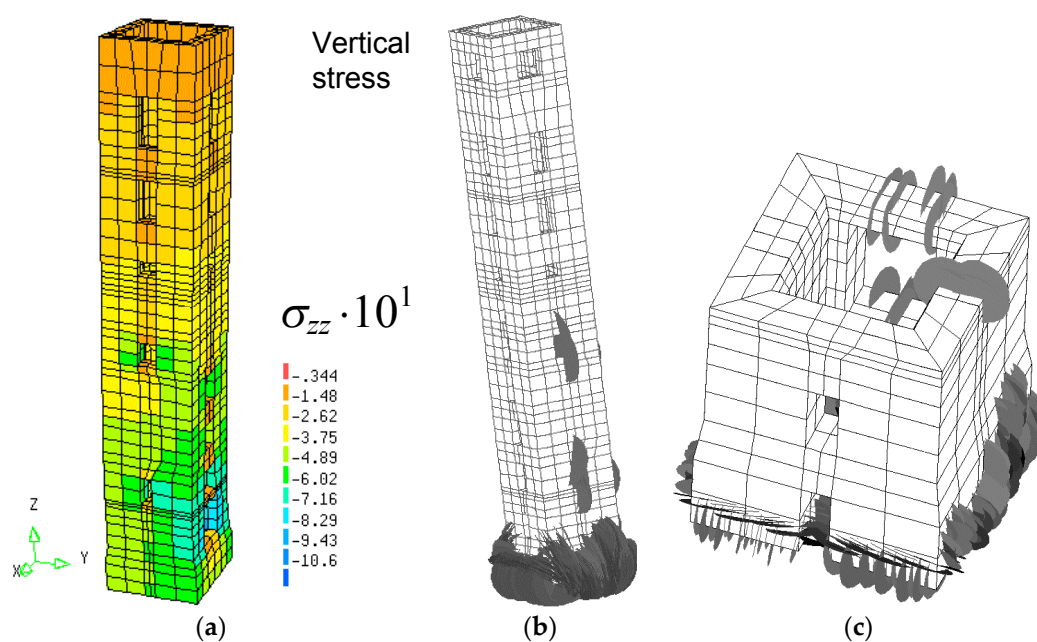 Vertical
stress
σzz · 10¹
-.344
-1.48
-2.62
-3.75
-4.89
-6.02
-7.16
-8.29
-9.43
-10.6
Z
X
Y
(a)
(b)
(c)